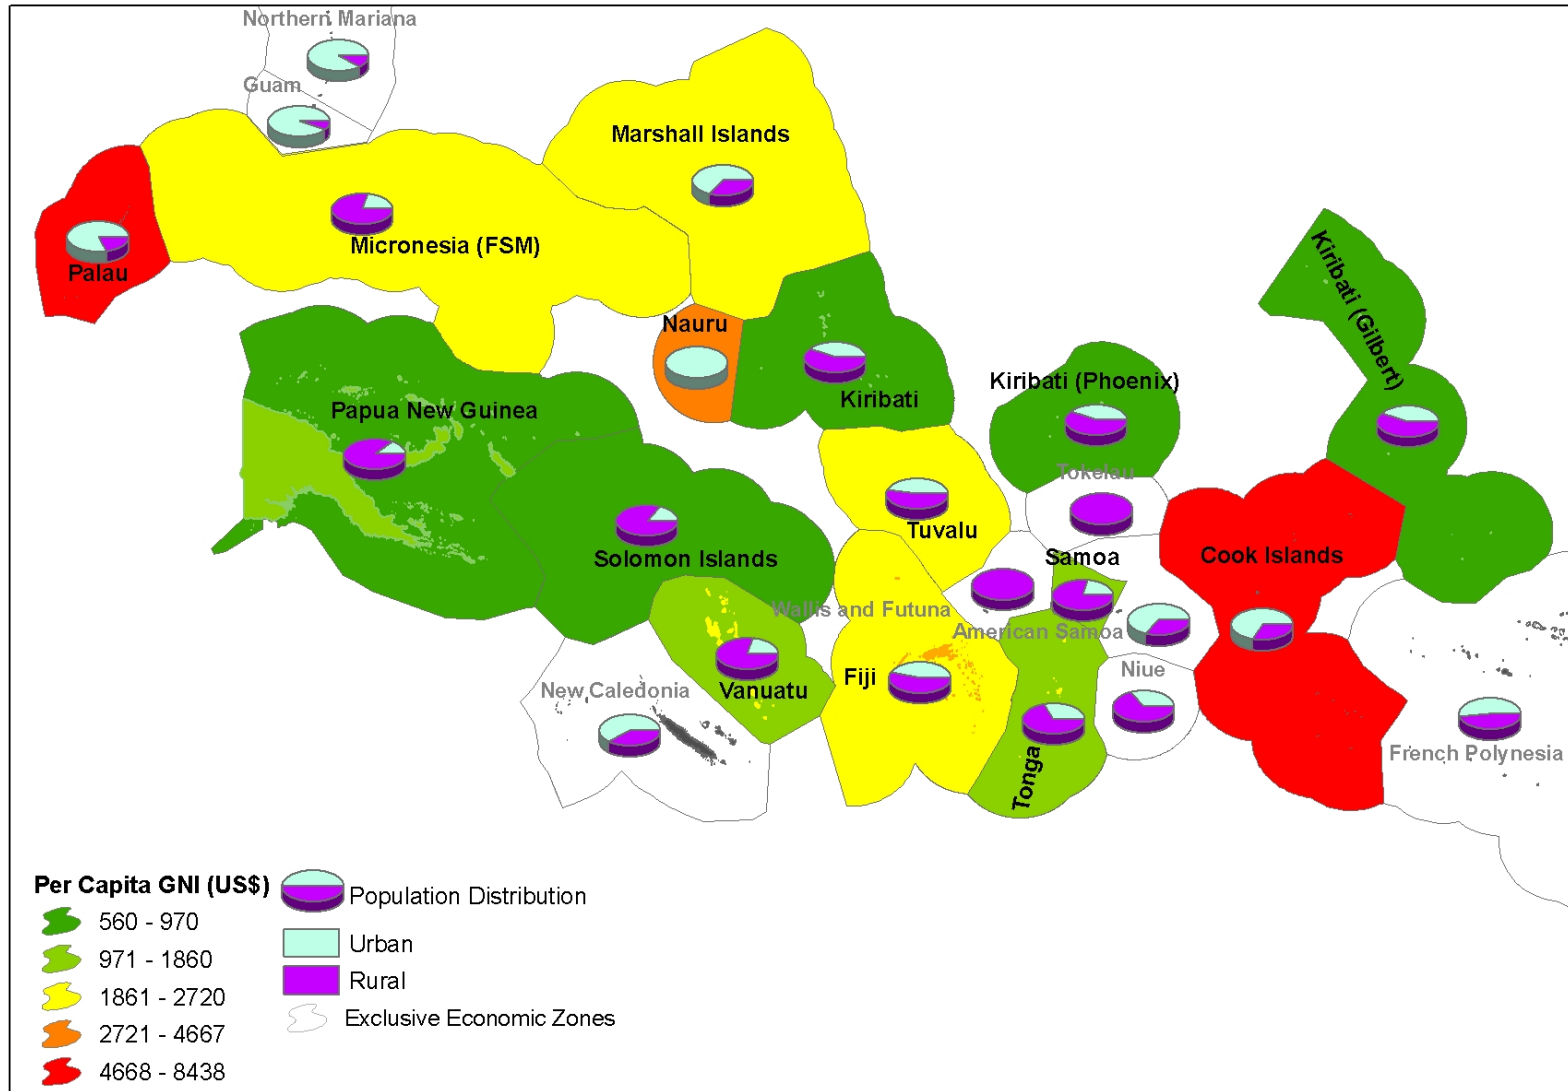 Northern Mariana
Guam
Marshall Islands
Micronesia (FSM)
Palau
Kiribati (Gilbert)
Nauru
Kiribati (Phoenix)
Kiribati
Papua New Guinea
Tokelau
Tuvalu
Solomon Islands
Samoa
Cook Islands
Wallis and Futuna
American Samoa
Niue
Fiji
Vanuatu
New Caledonia
French Polynesia
Tonga
Per Capita GNI (US$)
560 - 970
971 - 1860
1861 - 2720
2721 - 4667
4668 - 8438
Population Distribution
Urban
Rural
Exclusive Economic Zones